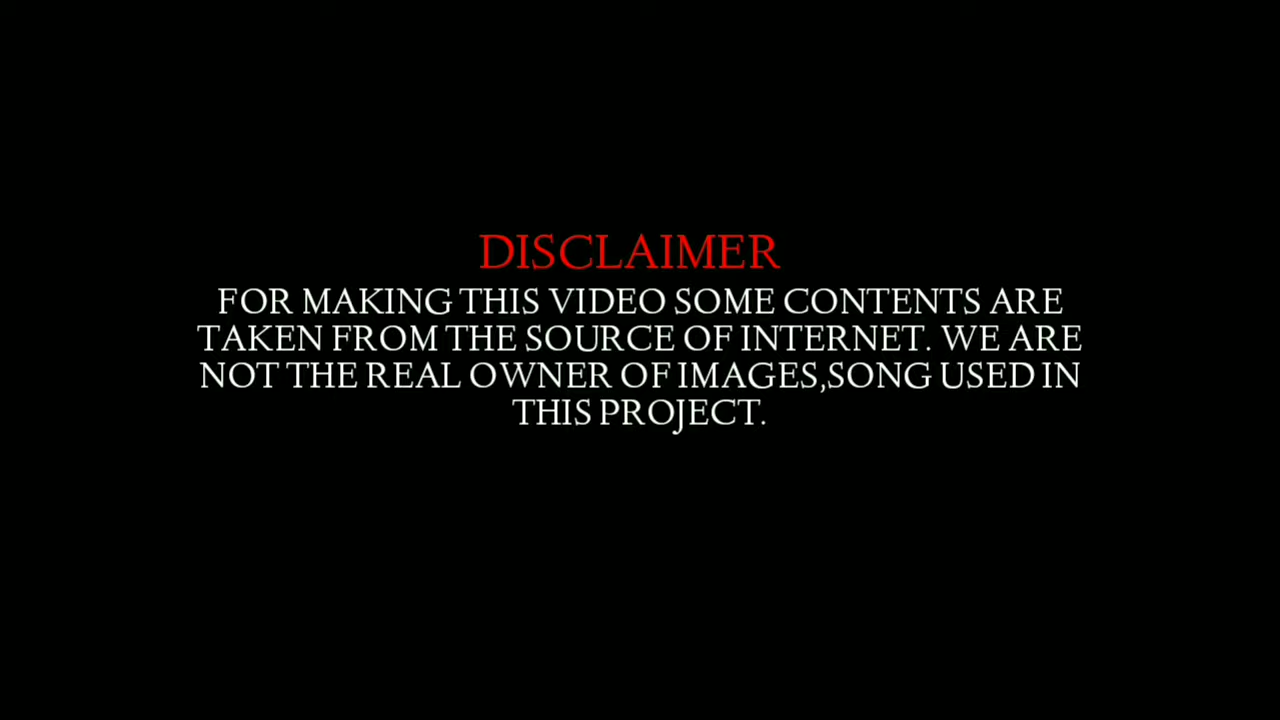 DISCLAIMER
FOR MAKING THIS VIDEO SOME CONTENTS ARE
TAKEN FROM THE SOURCE OF INTERNET. WE ARE
NOT THE REAL OWNER OF IMAGES,SONG USED IN
THIS PROJECT.